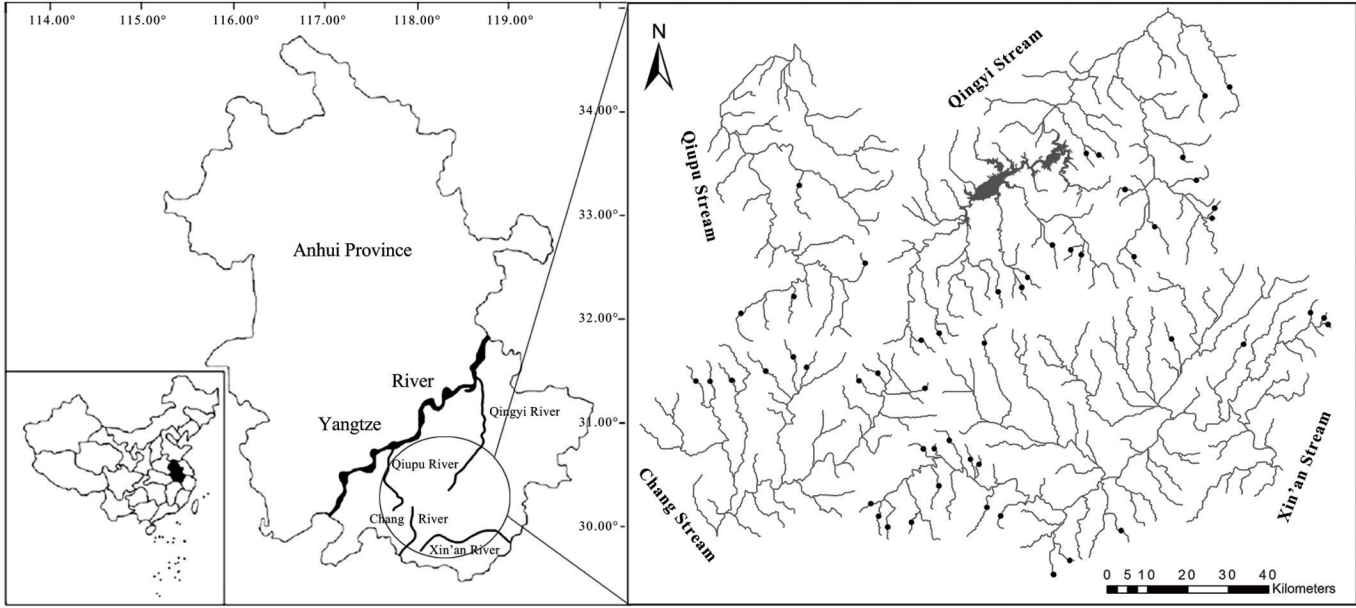 114.00° 115.00° 116.00° 117.00° 118.00° 119.00°
34.00°
33.00°
32.00°
31.00°
30.00°
Anhui Province
River
Yangtze
Qingyi River
Qiupu River
Chang River
Xin'an River
N
Qingyi Stream
Qiupu Stream
Chang Stream
Xin'an Stream
0 5 10 20 30 40
Kilometers